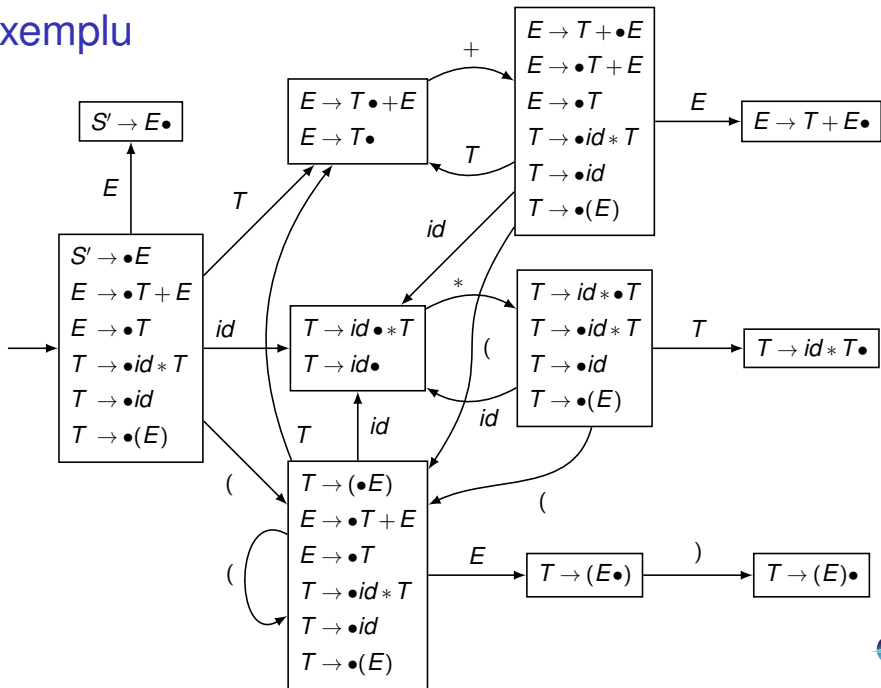 xemplu
S′ → E•
E
S′ → •E
E → •T + E
E → •T
T → •id * T
T → •id
T → •(E)
T
id
(
E → T• + E
E → T•
+
T
E → T + •E
E → •T + E
E → •T
T → •id * T
T → •id
T → •(E)
E
E → T + E•
id
(
T → id • * T
T → id•
*
id
T → id * •T
T → •id * T
T → •id
T → •(E)
T
T → id * T•
(
T
id
T → (•E)
E → •T + E
E → •T
T → •id * T
T → •id
T → •(E)
(
E
T → (E•)
)
T → (E)•